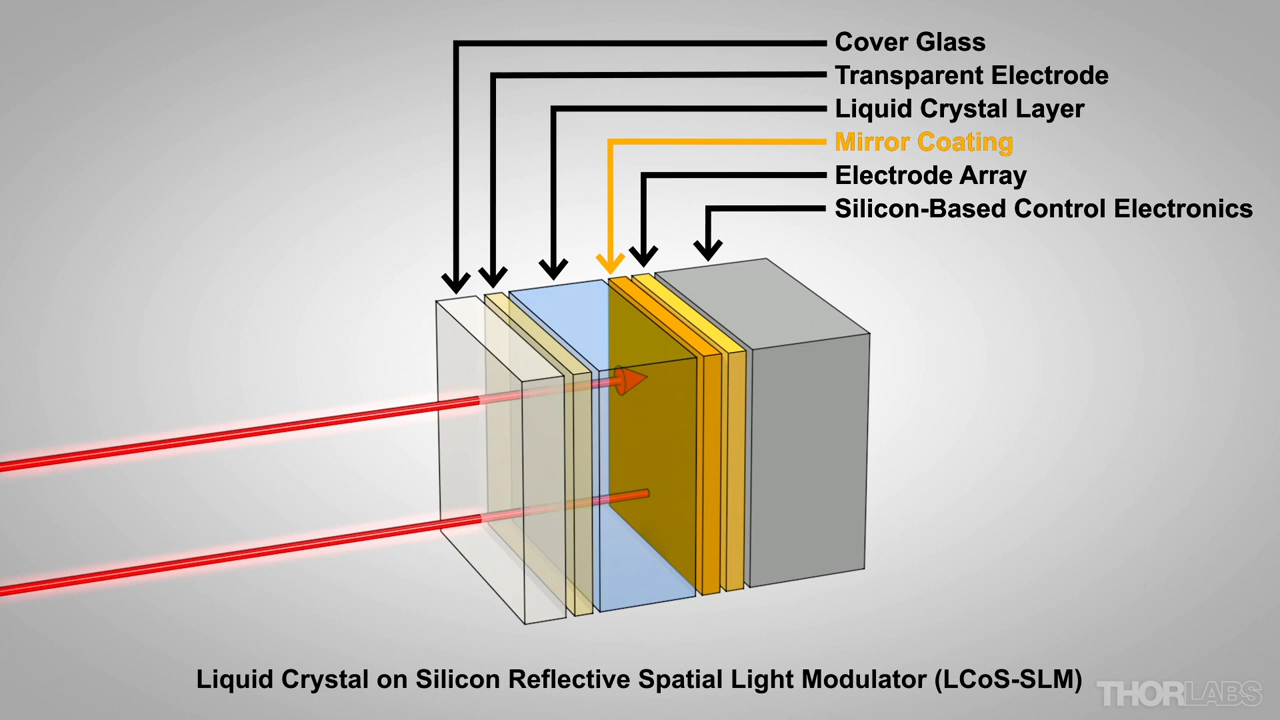 Cover Glass
Transparent Electrode
Liquid Crystal Layer
Mirror Coating
Electrode Array
Silicon-Based Control Electronics
Liquid Crystal on Silicon Reflective Spatial Light Modulator (LCoS-SLM)
THORLABS